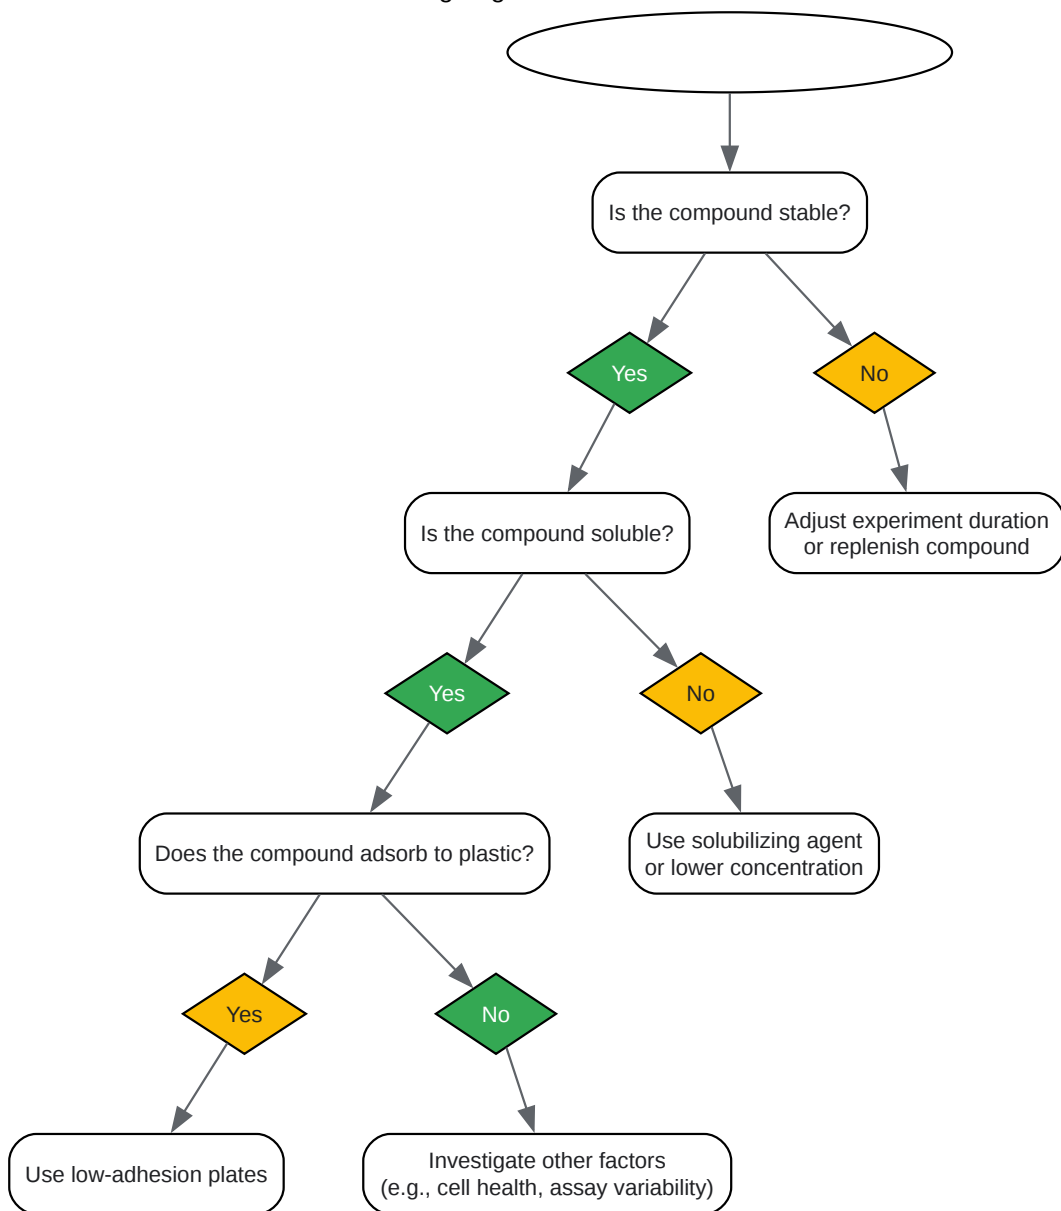 Is the compound stable?
Yes
No
Is the compound soluble?
Adjust experiment duration
or replenish compound
Yes
No
Does the compound adsorb to plastic?
Use solubilizing agent
or lower concentration
Yes
No
Use low-adhesion plates
Investigate other factors
(e.g., cell health, assay variability)